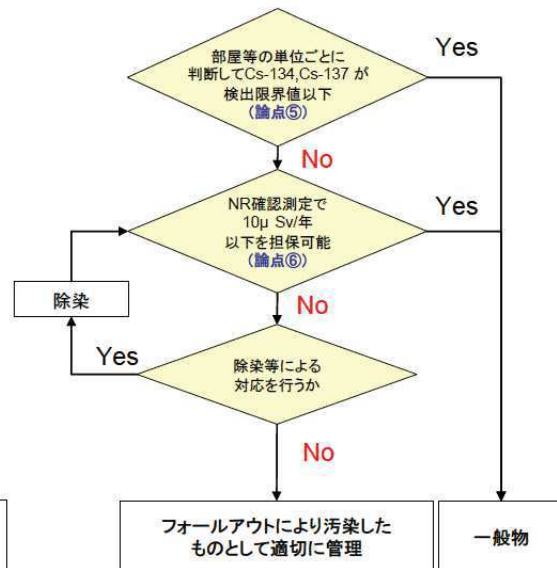 部屋等の単位ごとに
判断してCs-134,Cs-137 が
検出限界値以下
(論点⑤)
Yes
No
NR確認測定で
10μ Sv/年
以下を担保可能
(論点⑥)
Yes
除染
No
Yes
除染等による
対応を行うか
No
フォールアウトにより汚染した
ものとして適切に管理
一般物